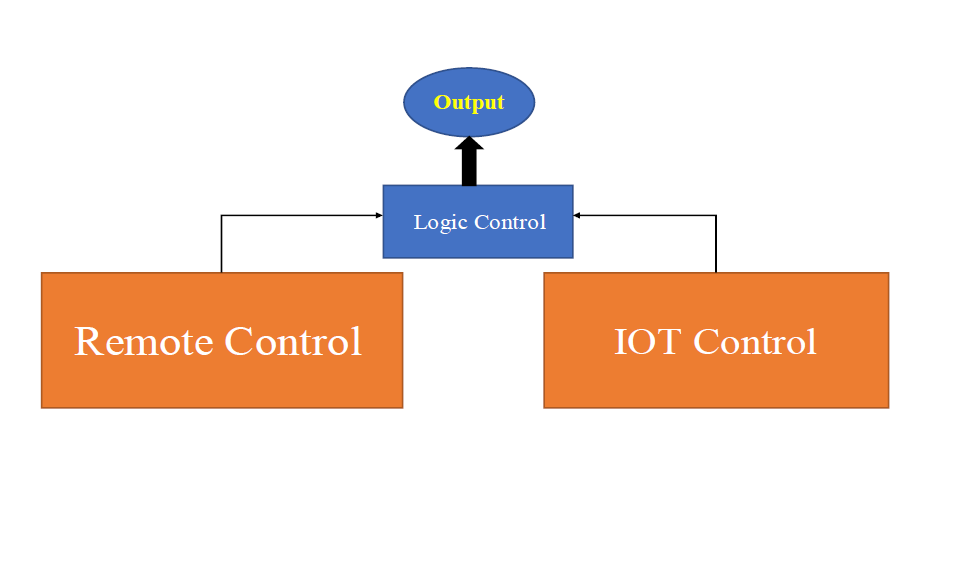 Output
Logic Control
Remote Control
IOT Control